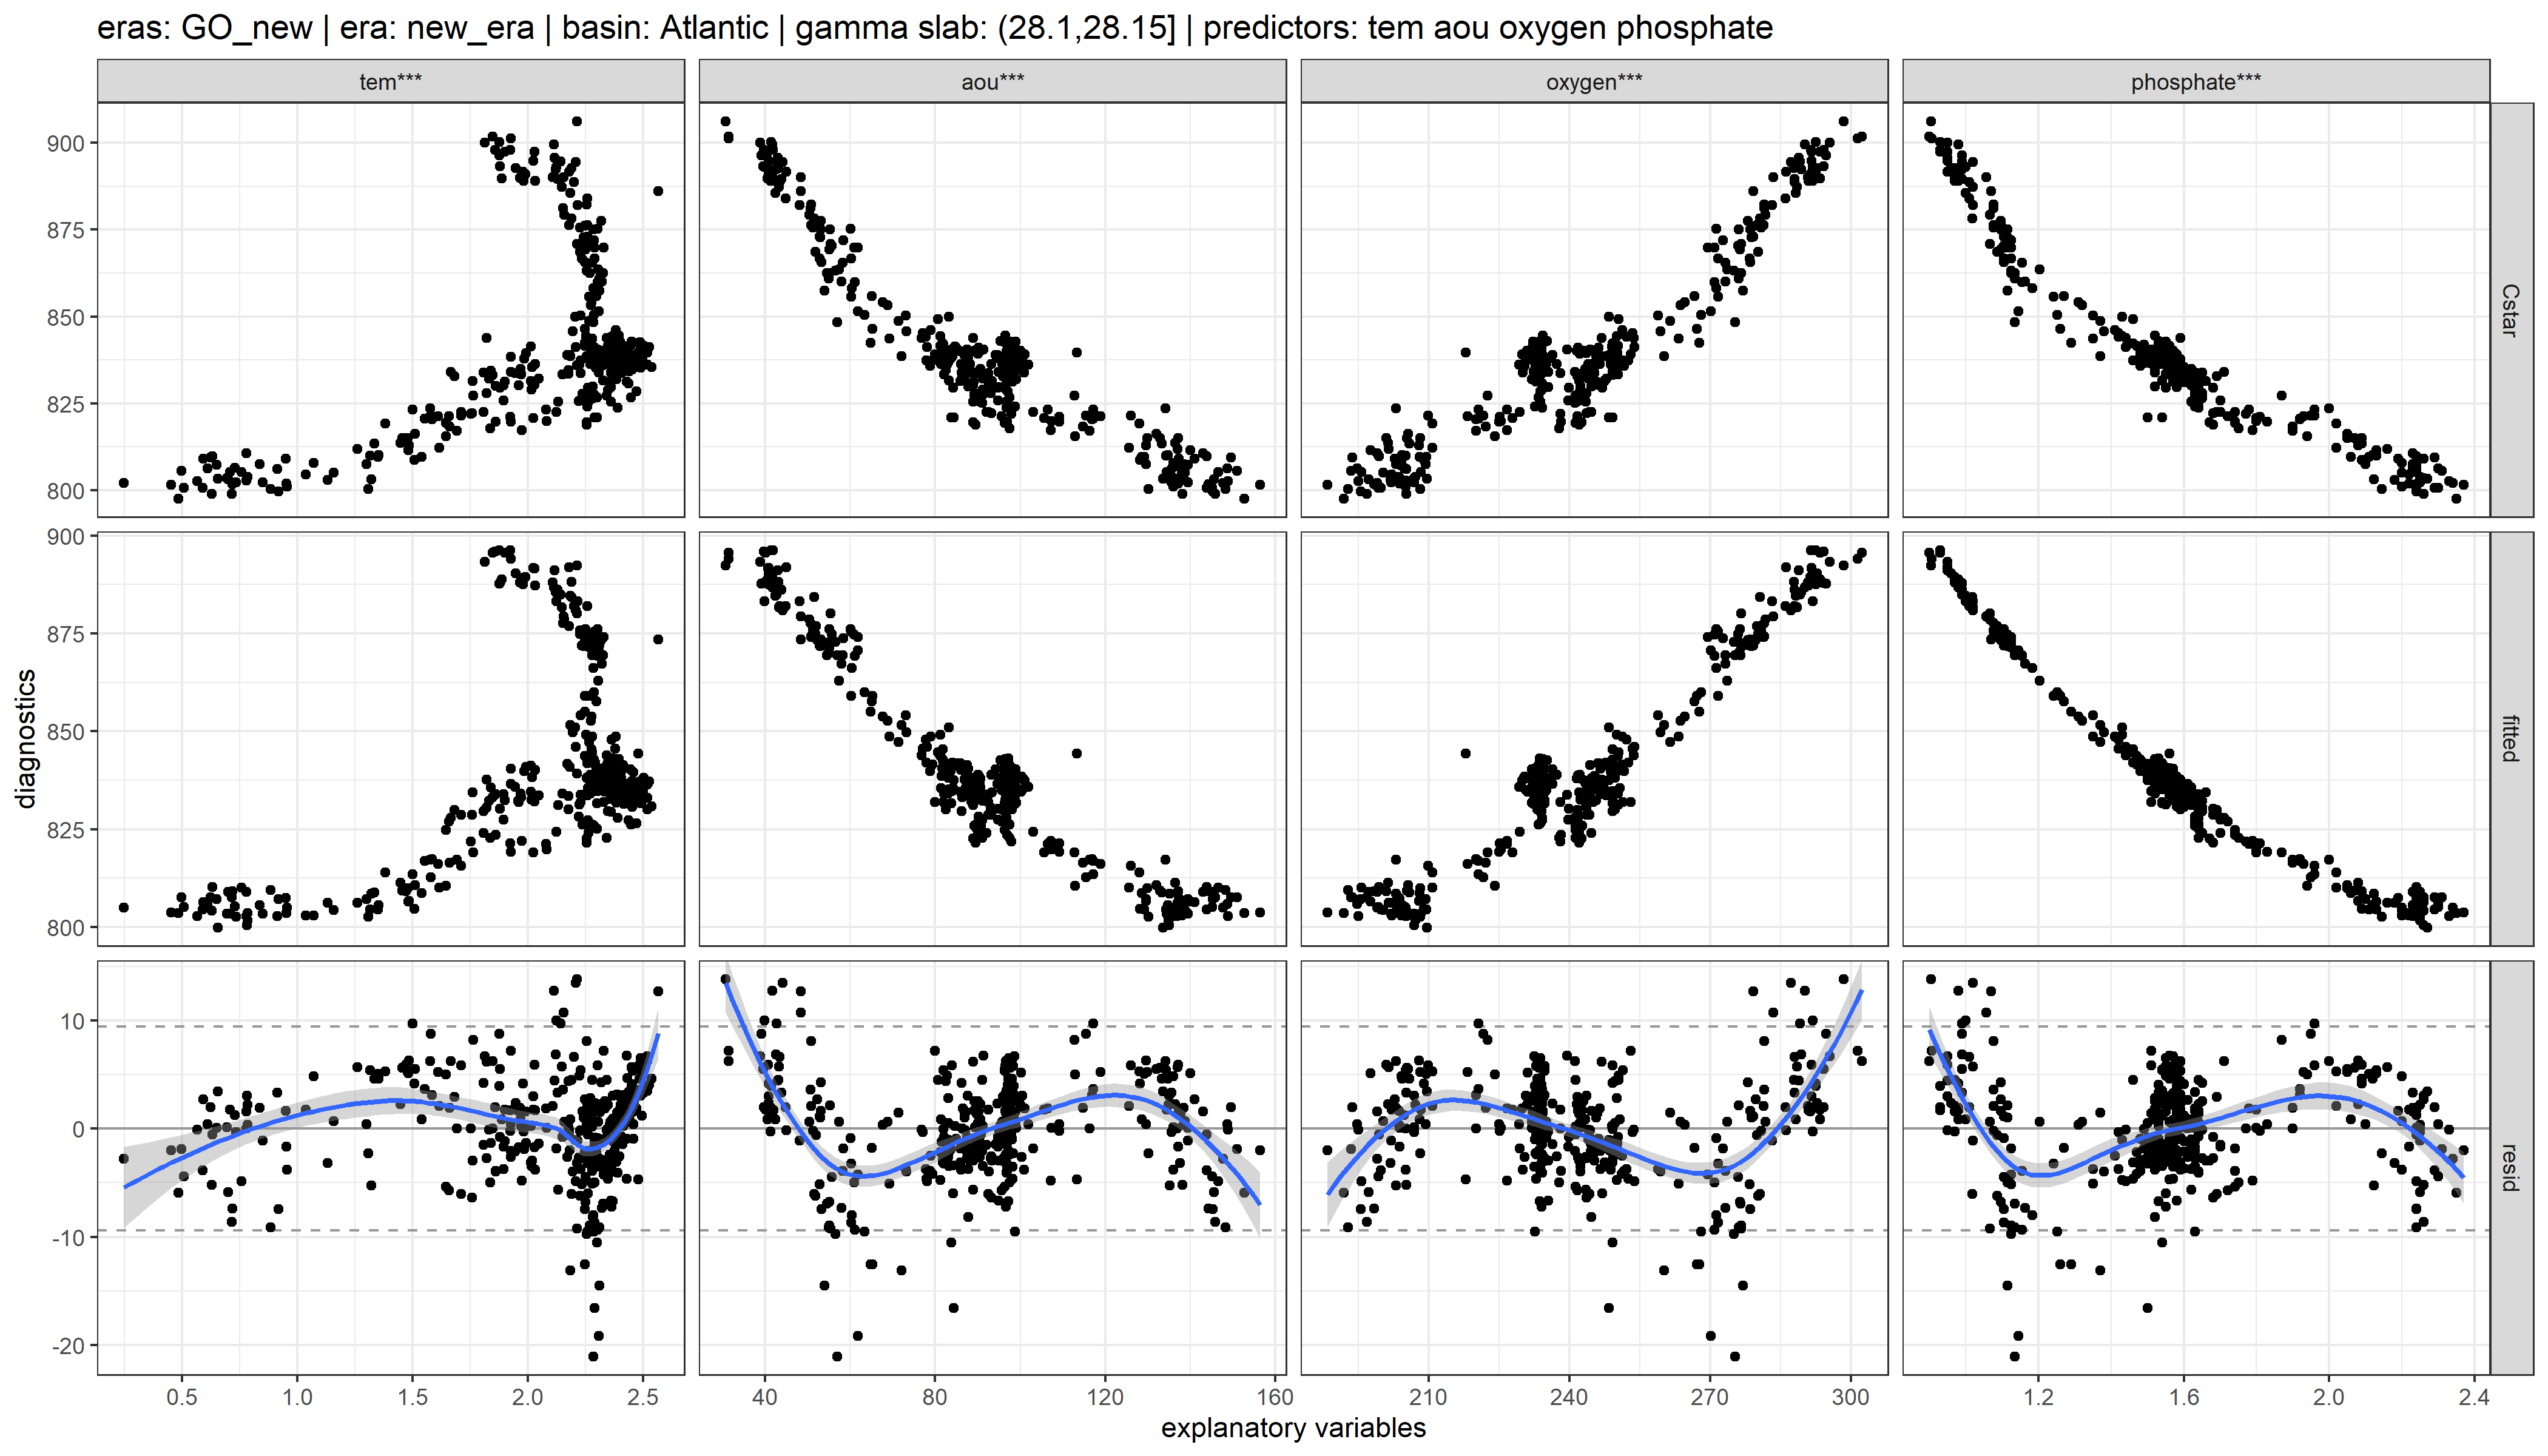 eras: GO_new | era: new_era | basin: Atlantic | gamma slab: (28.1,28.15] | predictors: tem aou oxygen phosphate
tem*** aou*** oxygen*** phosphate***
900
875
850
825
800
Cstar
900
875
850
825
800
fitted
diagnostics
10
0
-10
-20
resid
0.5 1.0 1.5 2.0 2.5 40 80 120 160 210 240 270 300 1.2 1.6 2.0 2.4
explanatory variables